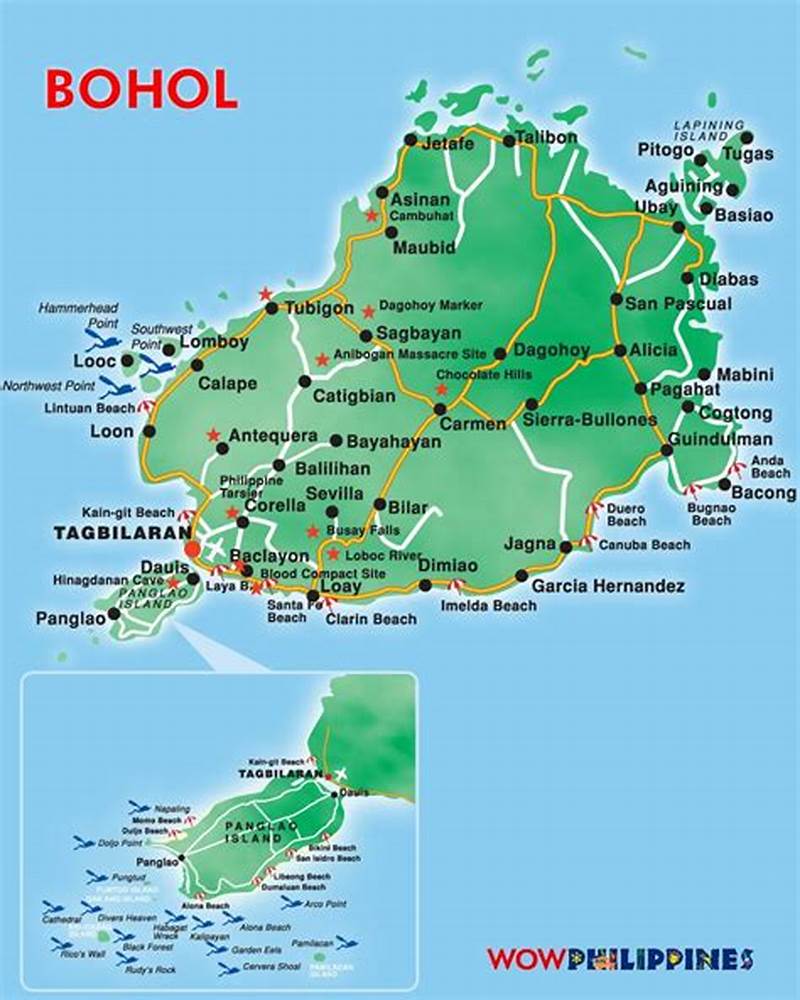 BOHOL
LAPINING
ISLAND
Jetafe
Talibon
Pitogo
Tugas
Asinan
Cambuhat
Aguining
Ubay
Basiao
Maubid
Diabas
Hammerhead
Point
Tubigon
Dagohoy Marker
San Pascual
Southwest
Point
Lomboy
Sagbayan
Looc
Anibogan Massacre Site
Dagohoy
Alicia
Northwest Point
Calape
Catigbian
Chocolate Hills
Mabini
Pagahat
Lintuan Beach
Carmen
Sierra-Bullones
Cogtong
Loon
Antequera
Bayahayan
Guindulman
Balilihan
Anda
Beach
Philippine
Tarsier
Sevilla
Bacong
Kain-git Beach
Corella
Bilar
Duero
Beach
Bugnao
Beach
TAGBILARAN
Busay Falls
Jagna
Canuba Beach
Baclayon
Loboc River
Dauis
Blood Compact Site
Dimiao
Hinagdanan Cave
Laya B.
Loay
Garcia Hernandez
PANGLAO
ISLAND
Santa Fe
Beach
Imelda Beach
Panglao
Clarin Beach
Kain-git Beach
TAGBILARAN
Dauis
Napaling
Momo Beach
Duljo Beach
PANGLAO
ISLAND
Doljo Point
Bikini Beach
Panglao
San Isidro Beach
Pungtud
Libeong Beach
Dumaluan Beach
Alona Beach
Arco Point
Cathedral
Divers Heaven
Habagat
Wreck
Kalipayan
Alona Beach
Pamilacan
Black Forest
Garden Eels
Rico's Wall
Rudy's Rock
Cervera Shoal
PAMILACAN
ISLAND
WOWPHILIPPINES